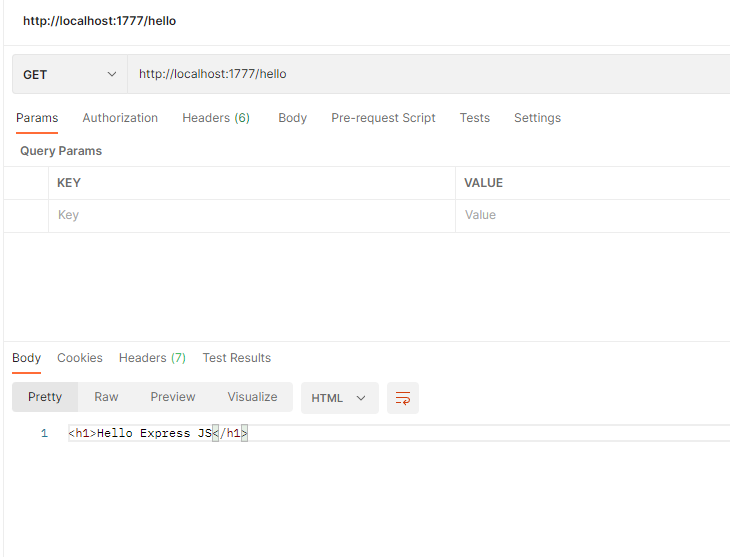 http://localhost:1777/hello
GET http://localhost:1777/hello
Params Authorization Headers (6) Body Pre-request Script Tests Settings
Query Params
KEY VALUE
Key Value
Body Cookies Headers (7) Test Results
Pretty Raw Preview Visualize HTML
1 <h1>Hello Express JS</h1>